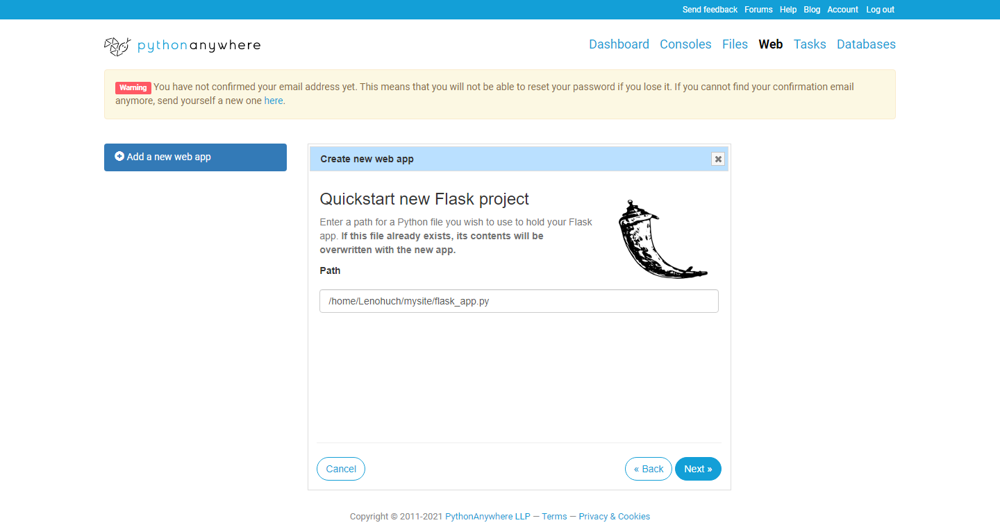 Send feedback Forums Help Blog Account Log out
pythonanywhere
Dashboard Consoles Files Web Tasks Databases
Warning You have not confirmed your email address yet. This means that you will not be able to reset your password if you lose it. If you cannot find your confirmation email
anymore, send yourself a new one here.
Add a new web app
Create new web app
Quickstart new Flask project
Enter a path for a Python file you wish to use to hold your Flask
app. If this file already exists, its contents will be
overwritten with the new app.
Path
/home/Lenohuch/mysite/flask_app.py
Cancel
« Back Next »
Copyright © 2011-2021 PythonAnywhere LLP — Terms — Privacy & Cookies